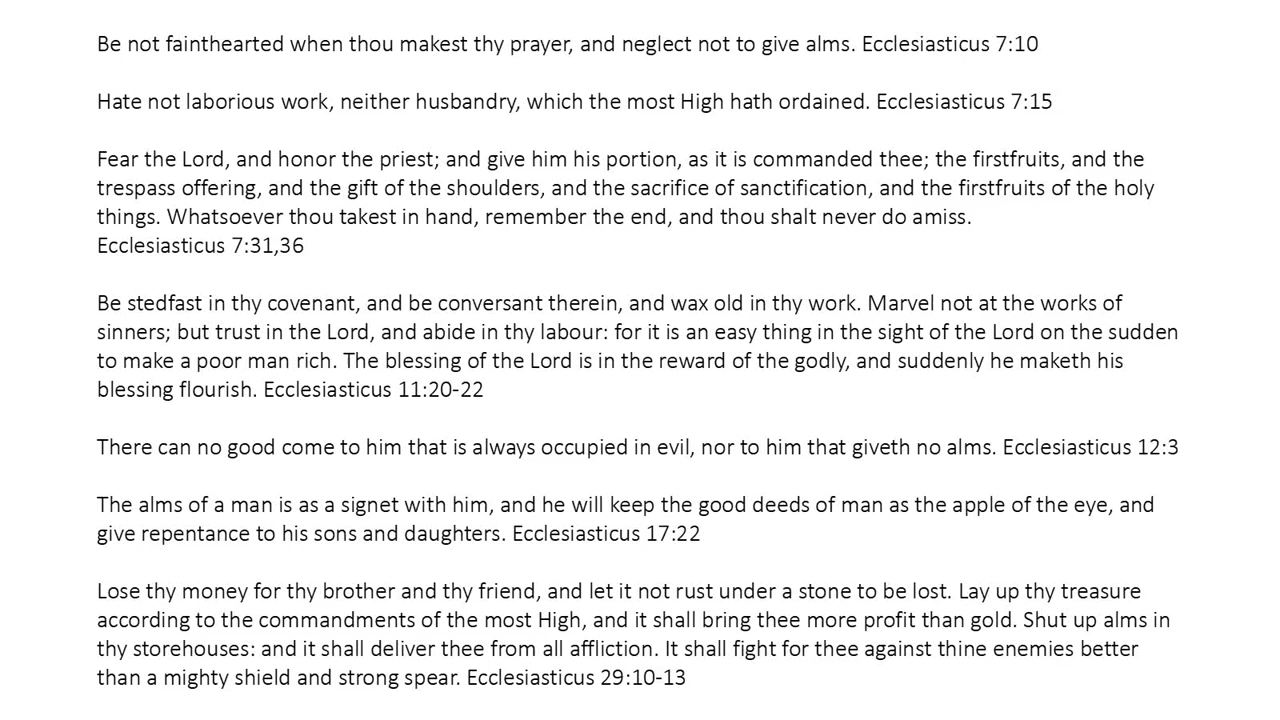 Be not fainthearted when thou makest thy prayer, and neglect not to give alms. Ecclesiasticus 7:10
Hate not laborious work, neither husbandry, which the most High hath ordained. Ecclesiasticus 7:15
Fear the Lord, and honor the priest; and give him his portion, as it is commanded thee; the firstfruits, and the
trespass offering, and the gift of the shoulders, and the sacrifice of sanctification, and the firstfruits of the holy
things. Whatsoever thou takest in hand, remember the end, and thou shalt never do amiss.
Ecclesiasticus 7:31,36
Be stedfast in thy covenant, and be conversant therein, and wax old in thy work. Marvel not at the works of
sinners; but trust in the Lord, and abide in thy labour: for it is an easy thing in the sight of the Lord on the sudden
to make a poor man rich. The blessing of the Lord is in the reward of the godly, and suddenly he maketh his
blessing flourish. Ecclesiasticus 11:20-22
There can no good come to him that is always occupied in evil, nor to him that giveth no alms. Ecclesiasticus 12:3
The alms of a man is as a signet with him, and he will keep the good deeds of man as the apple of the eye, and
give repentance to his sons and daughters. Ecclesiasticus 17:22
Lose thy money for thy brother and thy friend, and let it not rust under a stone to be lost. Lay up thy treasure
according to the commandments of the most High, and it shall bring thee more profit than gold. Shut up alms in
thy storehouses: and it shall deliver thee from all affliction. It shall fight for thee against thine enemies better
than a mighty shield and strong spear. Ecclesiasticus 29:10-13